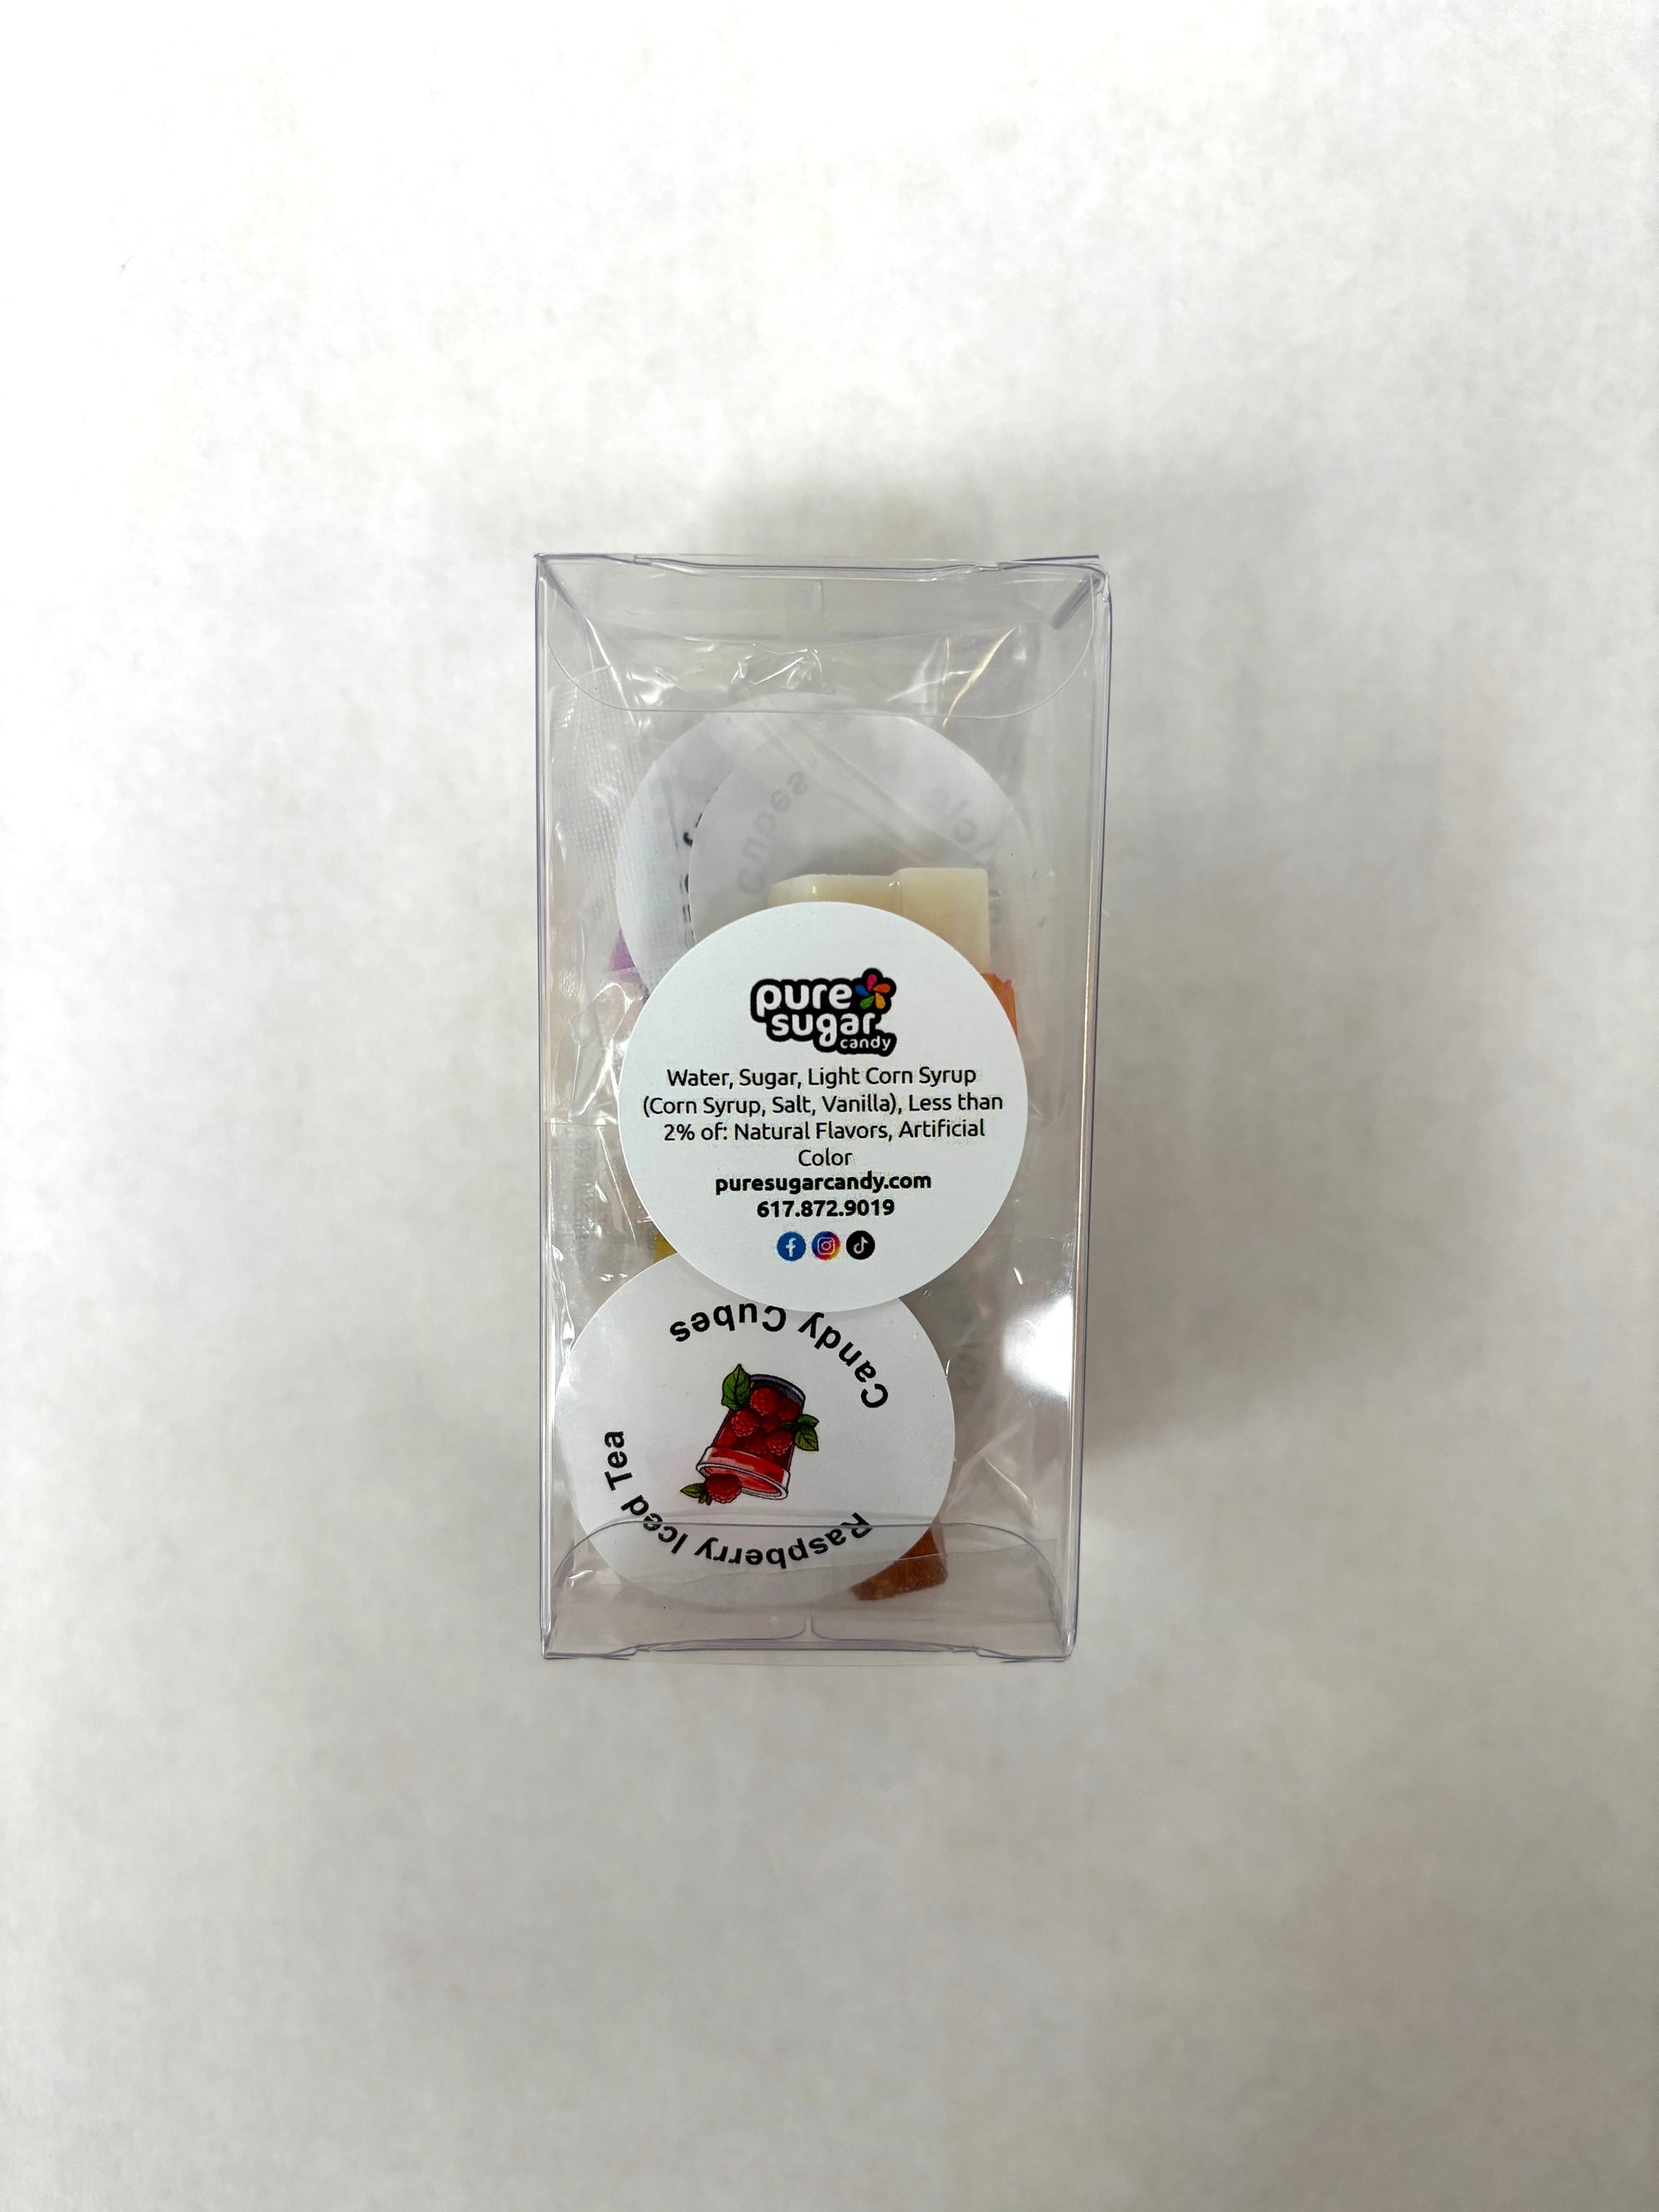 Cubes
pure
sugar
candy
Water, Sugar, Light Corn Syrup
(Corn Syrup, Salt, Vanilla), Less than
2% of: Natural Flavors, Artificial
Color
puresugarcandy.com
617.872.9019
Candy Cubes
Raspberry Iced Tea